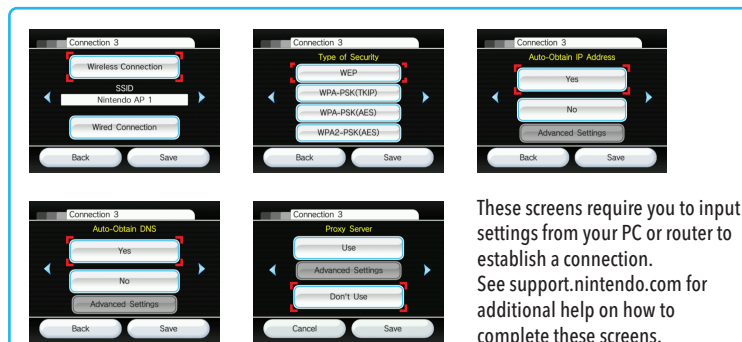 Connection 3
Wireless Connection
SSID
Nintendo AP 1
Wired Connection
Back
Save
Connection 3
Type of Security
WEP
WPA-PSK(TKIP)
WPA-PSK(AES)
WPA2-PSK(AES)
Back
Save
Connection 3
Auto-Obtain IP Address
Yes
No
Advanced Settings
Back
Save
Connection 3
Auto-Obtain DNS
Yes
No
Advanced Settings
Back
Save
Connection 3
Proxy Server
Use
Advanced Settings
Don't Use
Cancel
Save
These screens require you to input
settings from your PC or router to
establish a connection.
See support.nintendo.com for
additional help on how to
complete these screens.